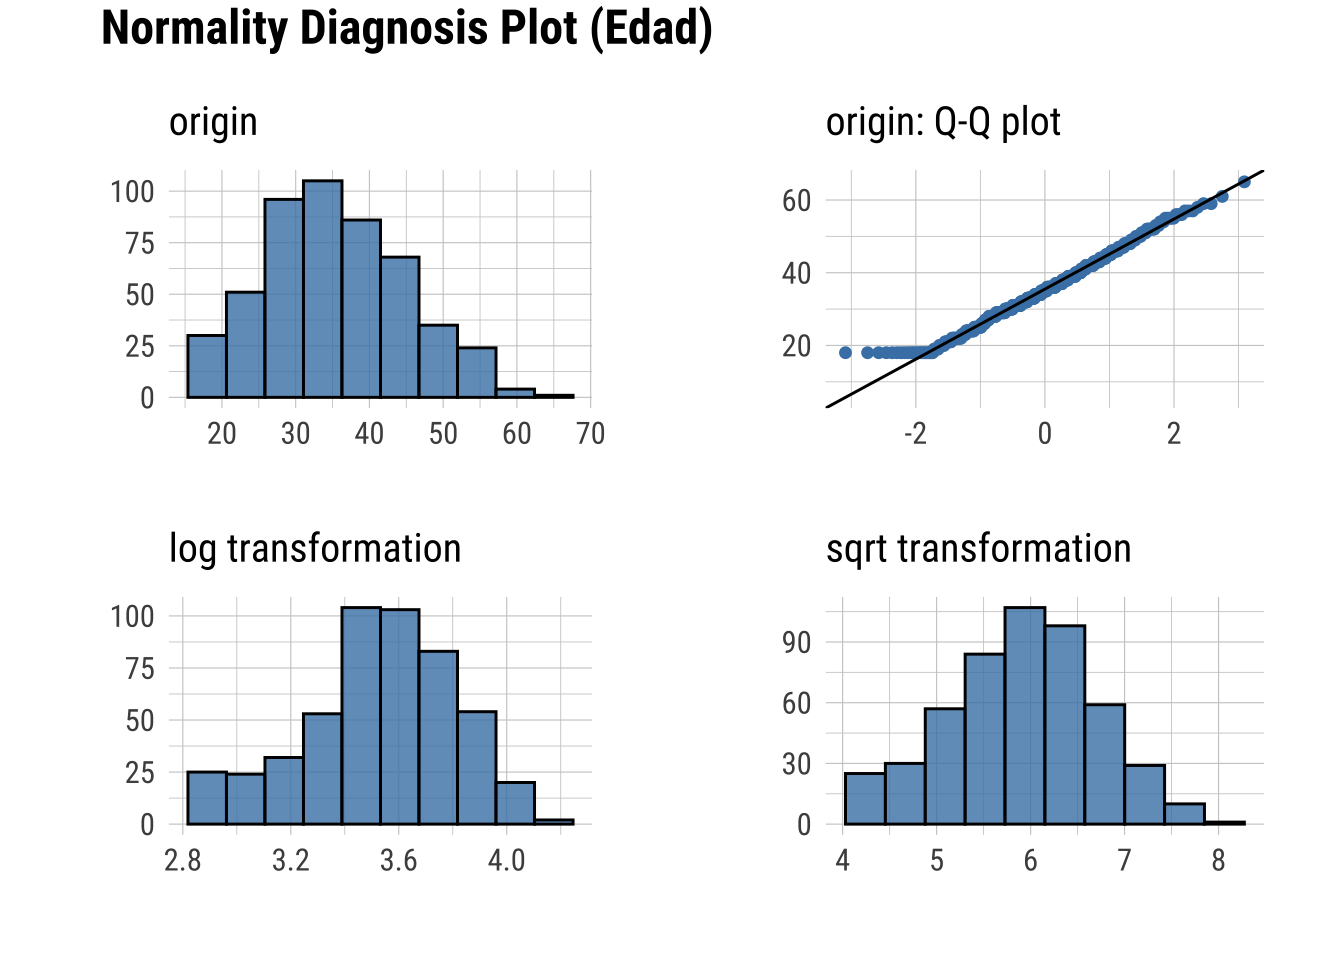 Normality Diagnosis Plot (Edad)
origin
100
75
50
25
0
20 30 40 50 60 70
origin: Q-Q plot
60
40
20
-2 0 2
log transformation
100
75
50
25
0
2.8 3.2 3.6 4.0
sqrt transformation
90
60
30
0
4 5 6 7 8